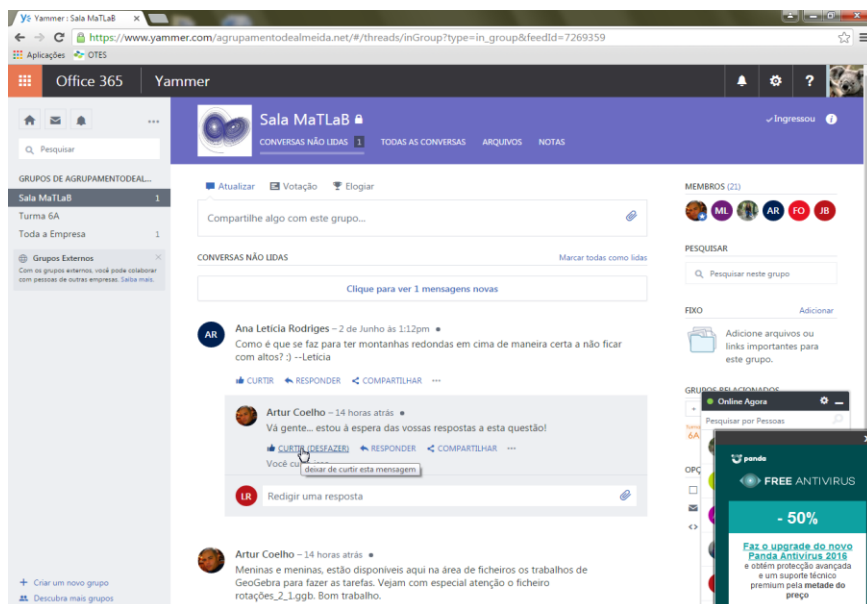 Yammer : Sala MaTLaB
https://www.yammer.com/agrupamentodealmeida.net/#/threads/inGroup?type=in_group&feedId=7269359
Aplicações
OTES
Office 365
Yammer
?
Pesquisar
GRUPOS DE AGRUPAMENTODEAL...
Sala MaTLaB 1
Turma 6A
Toda a Empresa 1
Grupos Externos
Com os grupos externos, você pode colaborar
com pessoas de outras empresas. Saiba mais.
+ Criar um novo grupo
Descubra mais grupos
Sala MaTLaB
CONVERSAS NÃO LIDAS 1 TODAS AS CONVERSAS ARQUIVOS NOTAS
Ingressou
Atualizar Votação Elogiar
Compartilhe algo com este grupo...
CONVERSAS NÃO LIDAS Marcar todas como lidas
Clique para ver 1 mensagens novas
AR
Ana Letícia Rodriges – 2 de Junho às 1:12pm
Como é que se faz para ter montanhas redondas em cima de maneira certa a não ficar
com altos? :) --Leticia
CURTIR RESPONDER COMPARTILHAR
Artur Coelho – 14 horas atrás
Vá gente... estou à espera das vossas respostas a esta questão!
CURTIR (DESFAZER) RESPONDER COMPARTILHAR
Você
deixar de curtir esta mensagem
LR
Redigir uma resposta
Artur Coelho – 14 horas atrás
Meninas e meninas, estão disponíveis aqui na área de ficheiros os trabalhos de
GeoGebra para fazer as tarefas. Vejam com especial atenção o ficheiro
rotações_2_1.ggb. Bom trabalho.
MEMBROS (21)
ML AR FO JB
PESQUISAR
Pesquisar neste grupo
FIXO Adicionar
Adicione arquivos ou
links importantes para
este grupo.
GRUPOS RELACIONADOS
6A
Online Agora
Pesquisar por Pessoas
panda
FREE ANTIVIRUS
- 50%
Faz o upgrade do novo
Panda Antivirus 2016
e obtém protecção avançada
e um suporte técnico
premium pela metade do
preço